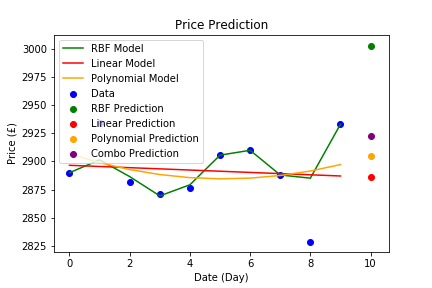 Price Prediction
3000
2975
2950
2925
2900
2875
2850
2825
Price (£)
RBF Model
Linear Model
Polynomial Model
Data
RBF Prediction
Linear Prediction
Polynomial Prediction
Combo Prediction
0
2
4
6
8
10
Date (Day)